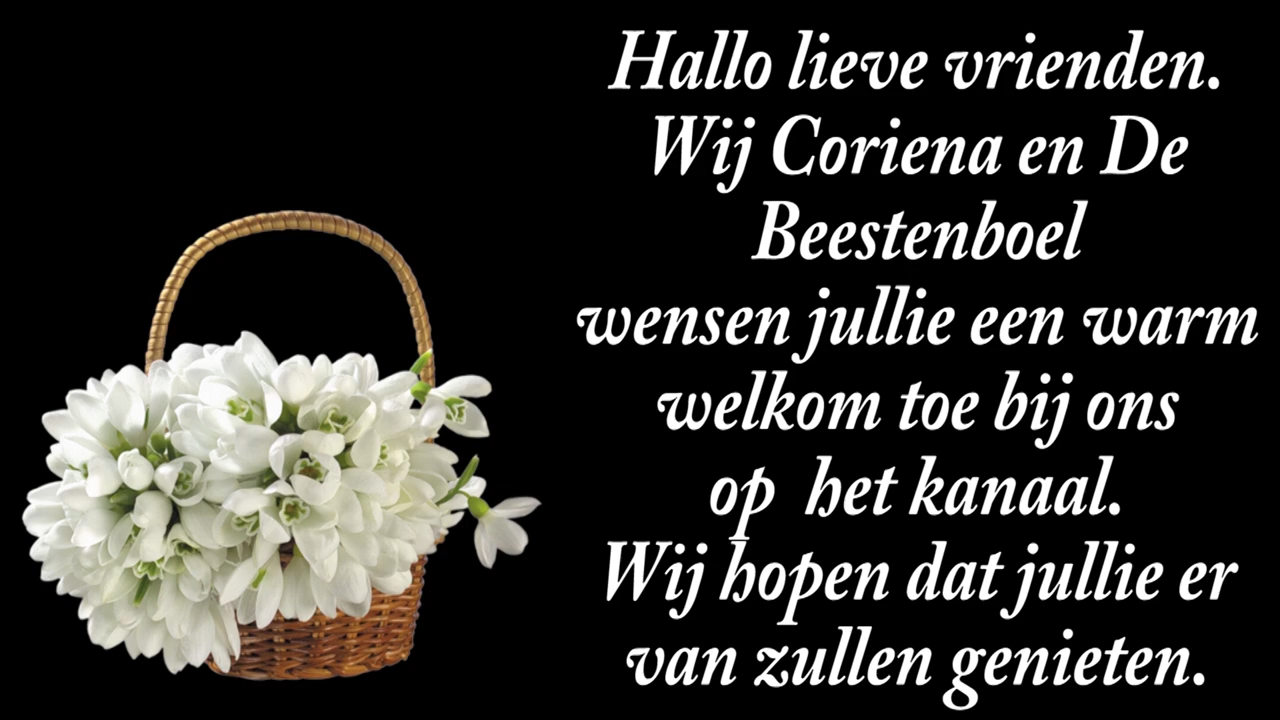 Hallo lieve vrienden.
Wij Coriena en De
Beestenboel
wensen jullie een warm
welkom toe bij ons
op het kanaal.
Wij hopen dat jullie er
van zullen genieten.